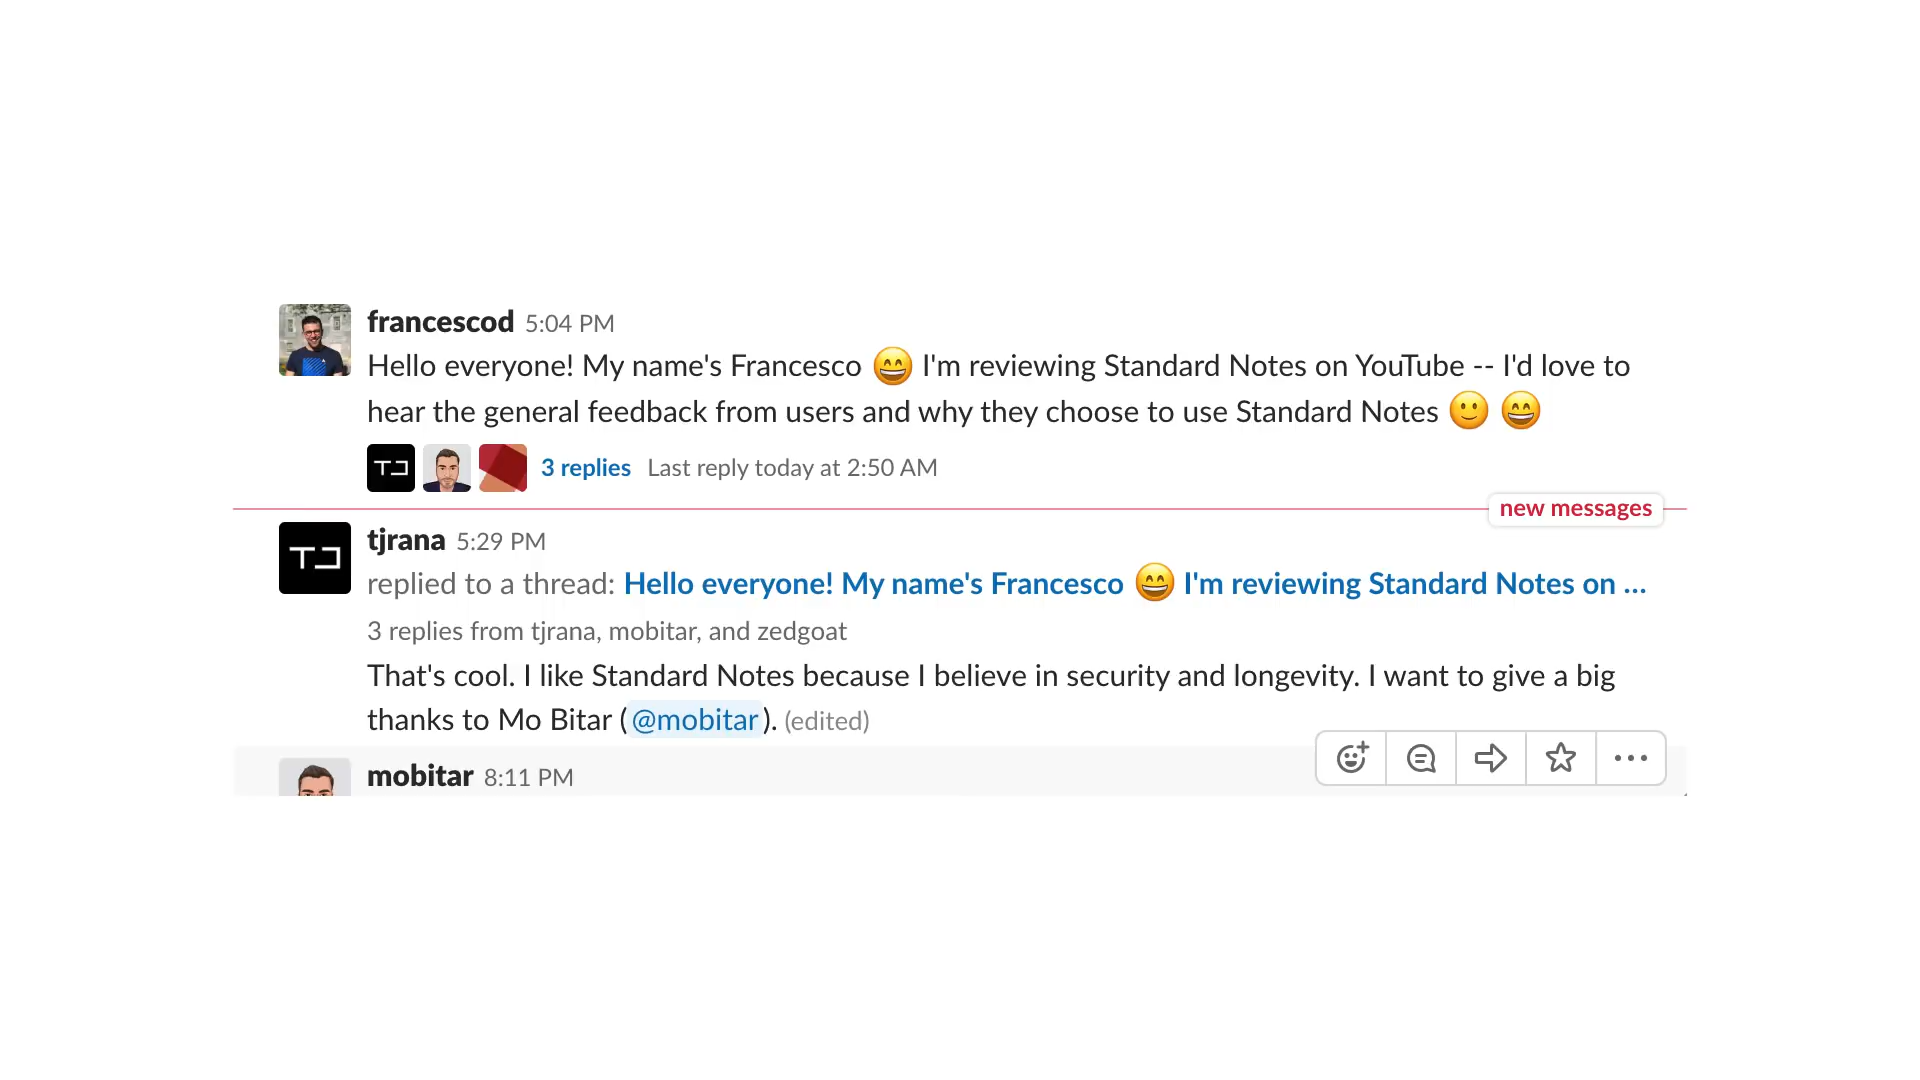 francescod 5:04 PM
Hello everyone! My name's Francesco 😄 I'm reviewing Standard Notes on YouTube -- I'd love to
hear the general feedback from users and why they choose to use Standard Notes 🙂 😄
TJ
3 replies Last reply today at 2:50 AM
new messages
TJ
tjrana 5:29 PM
replied to a thread: Hello everyone! My name's Francesco 😄 I'm reviewing Standard Notes on ...
3 replies from tjrana, mobitar, and zedgoat
That's cool. I like Standard Notes because I believe in security and longevity. I want to give a big
thanks to Mo Bitar (@mobitar). (edited)
mobitar 8:11 PM